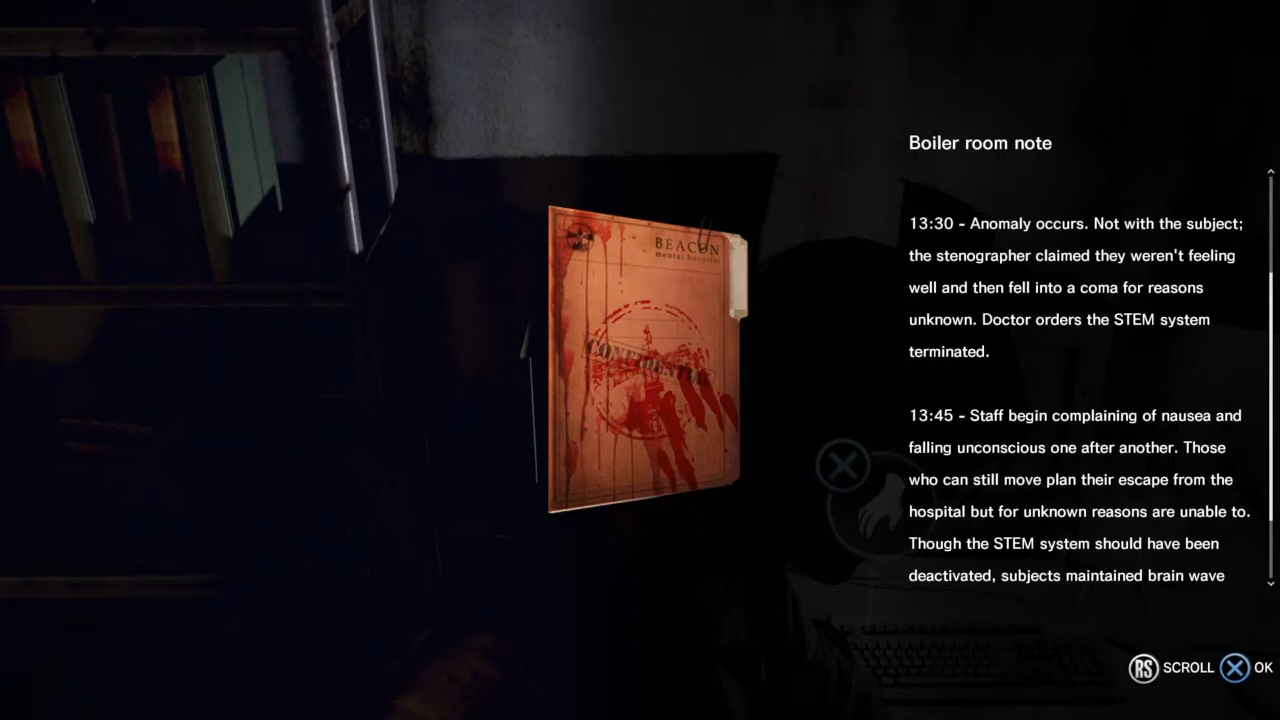 Boiler room note
13:30 - Anomaly occurs. Not with the subject;
the stenographer claimed they weren't feeling
well and then fell into a coma for reasons
unknown. Doctor orders the STEM system
terminated.
13:45 - Staff begin complaining of nausea and
falling unconscious one after another. Those
who can still move plan their escape from the
hospital but for unknown reasons are unable to.
Though the STEM system should have been
deactivated, subjects maintained brain wave
BEACON
mental hospital
CONFIDENTIAL
RS SCROLL OK